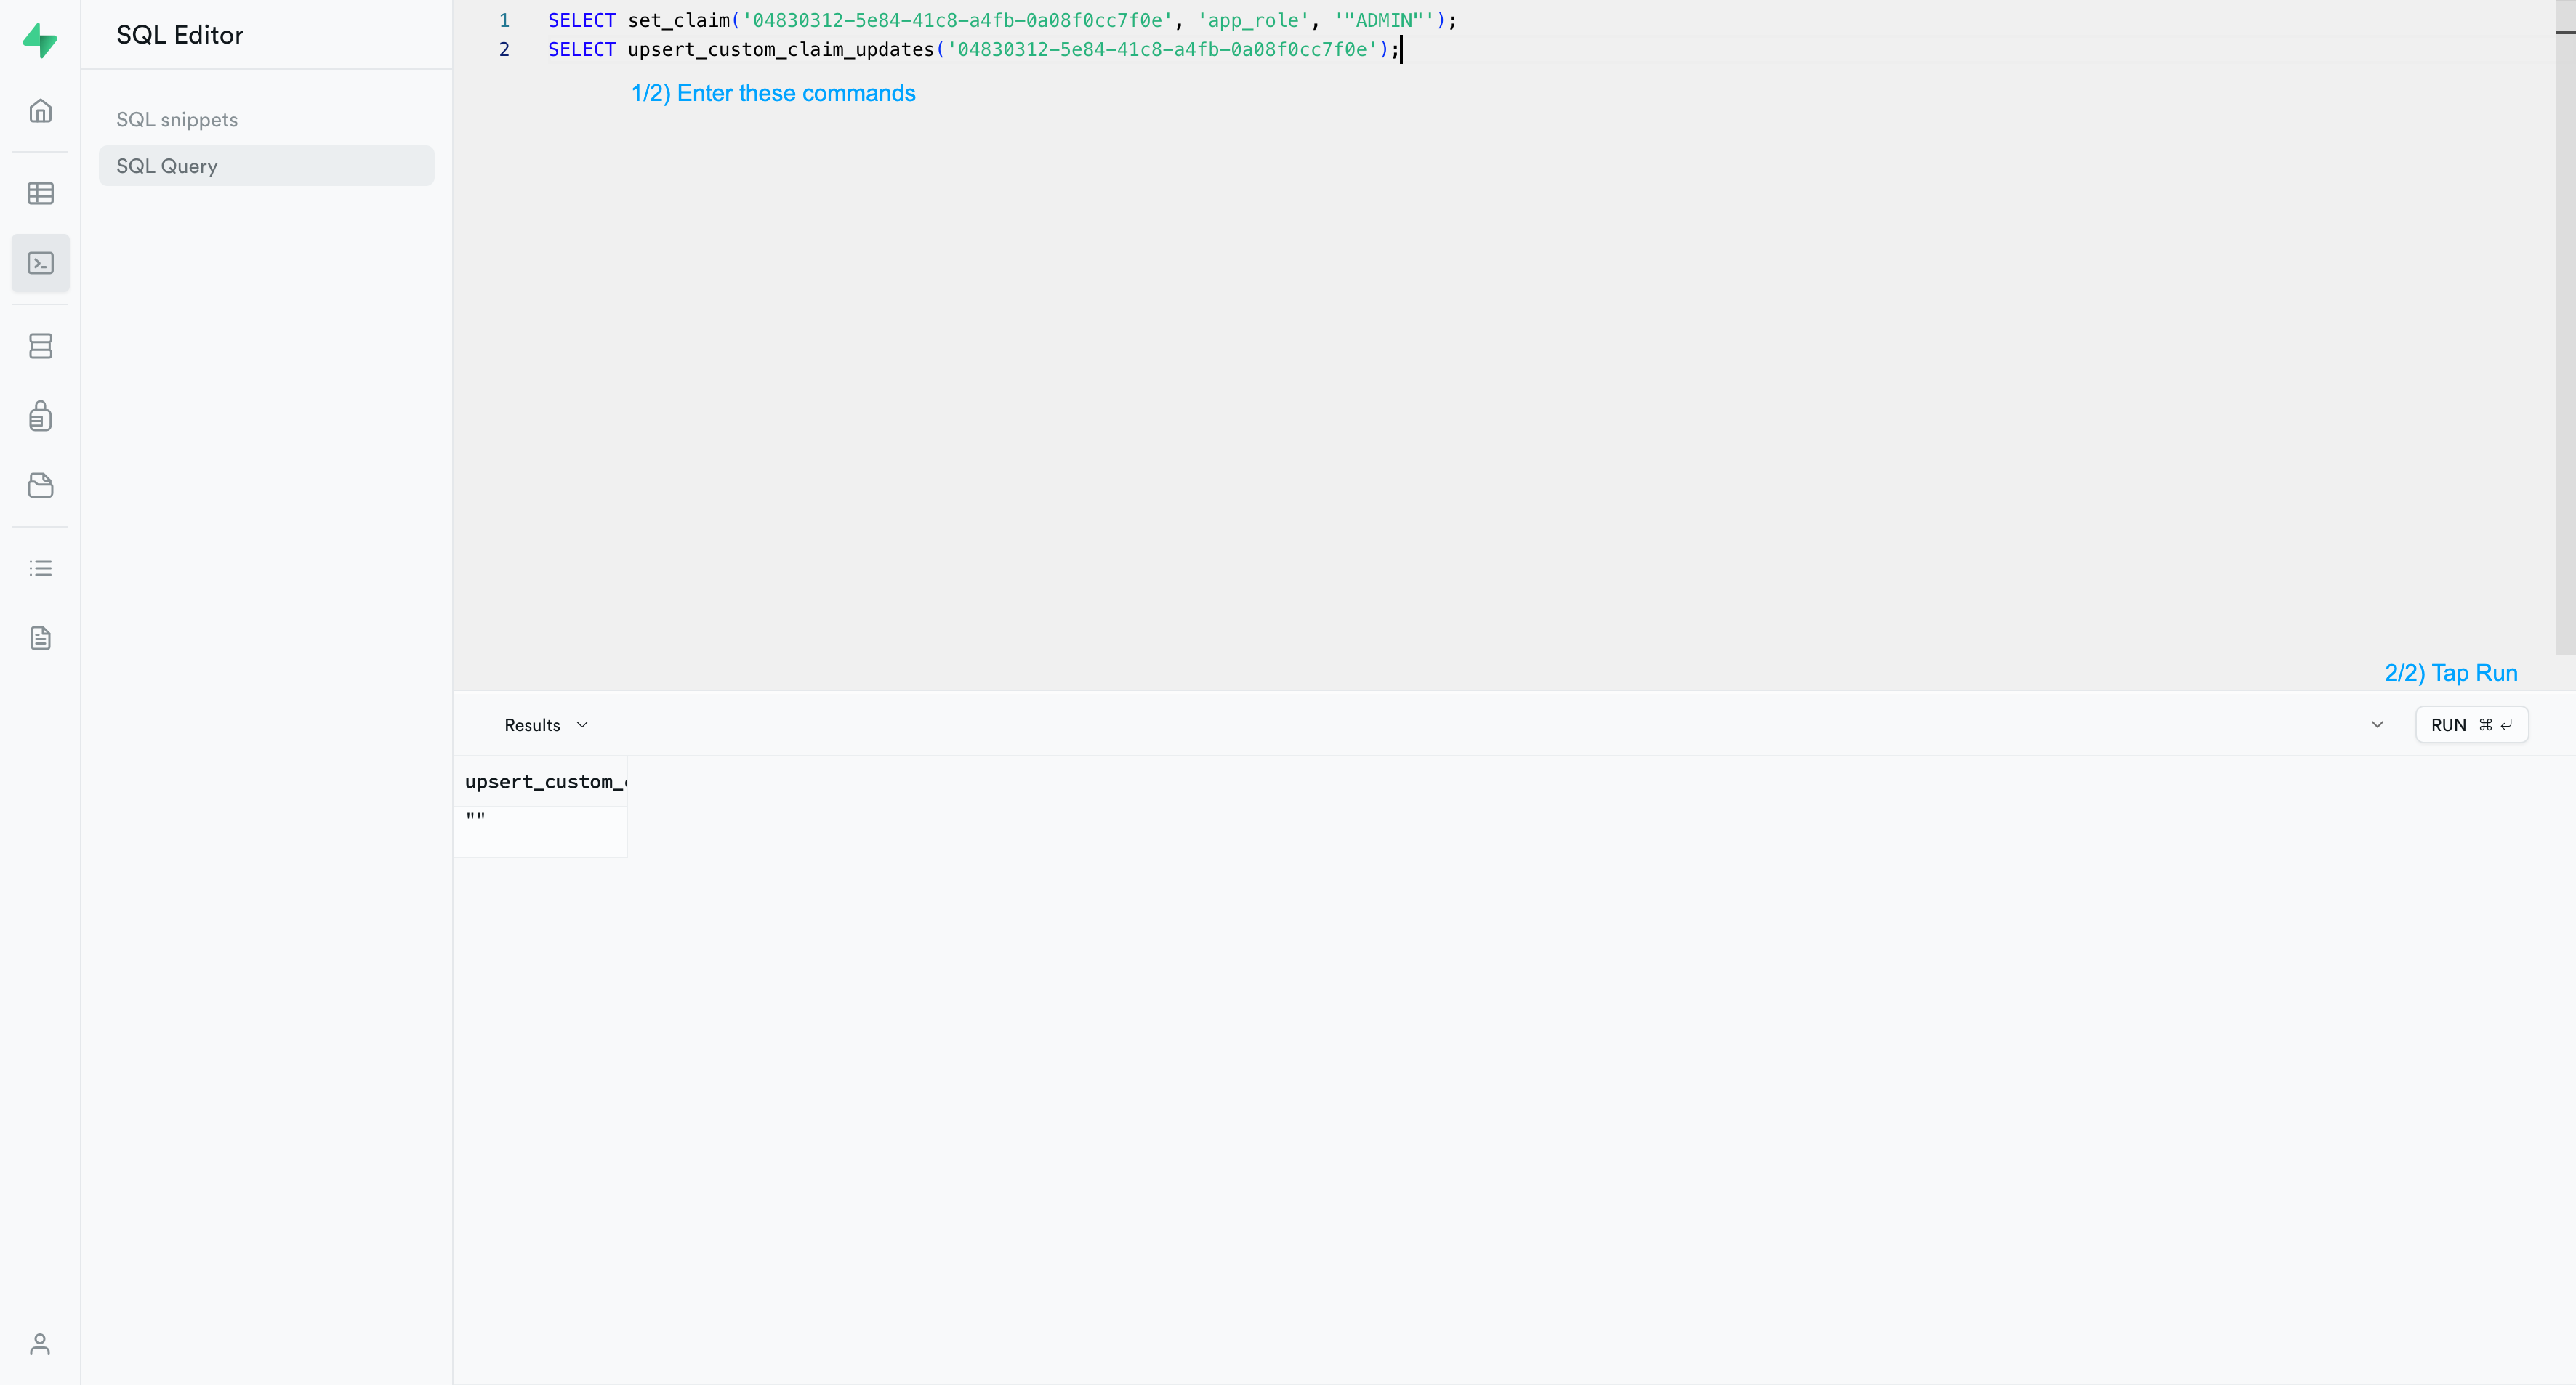 SQL Editor
SQL snippets
SQL Query
1 SELECT set_claim('04830312-5e84-41c8-a4fb-0a08f0cc7f0e', 'app_role', '"ADMIN"');
2 SELECT upsert_custom_claim_updates('04830312-5e84-41c8-a4fb-0a08f0cc7f0e');
1/2) Enter these commands
2/2) Tap Run
Results
RUN ⌘ ↵
upsert_custom_
""